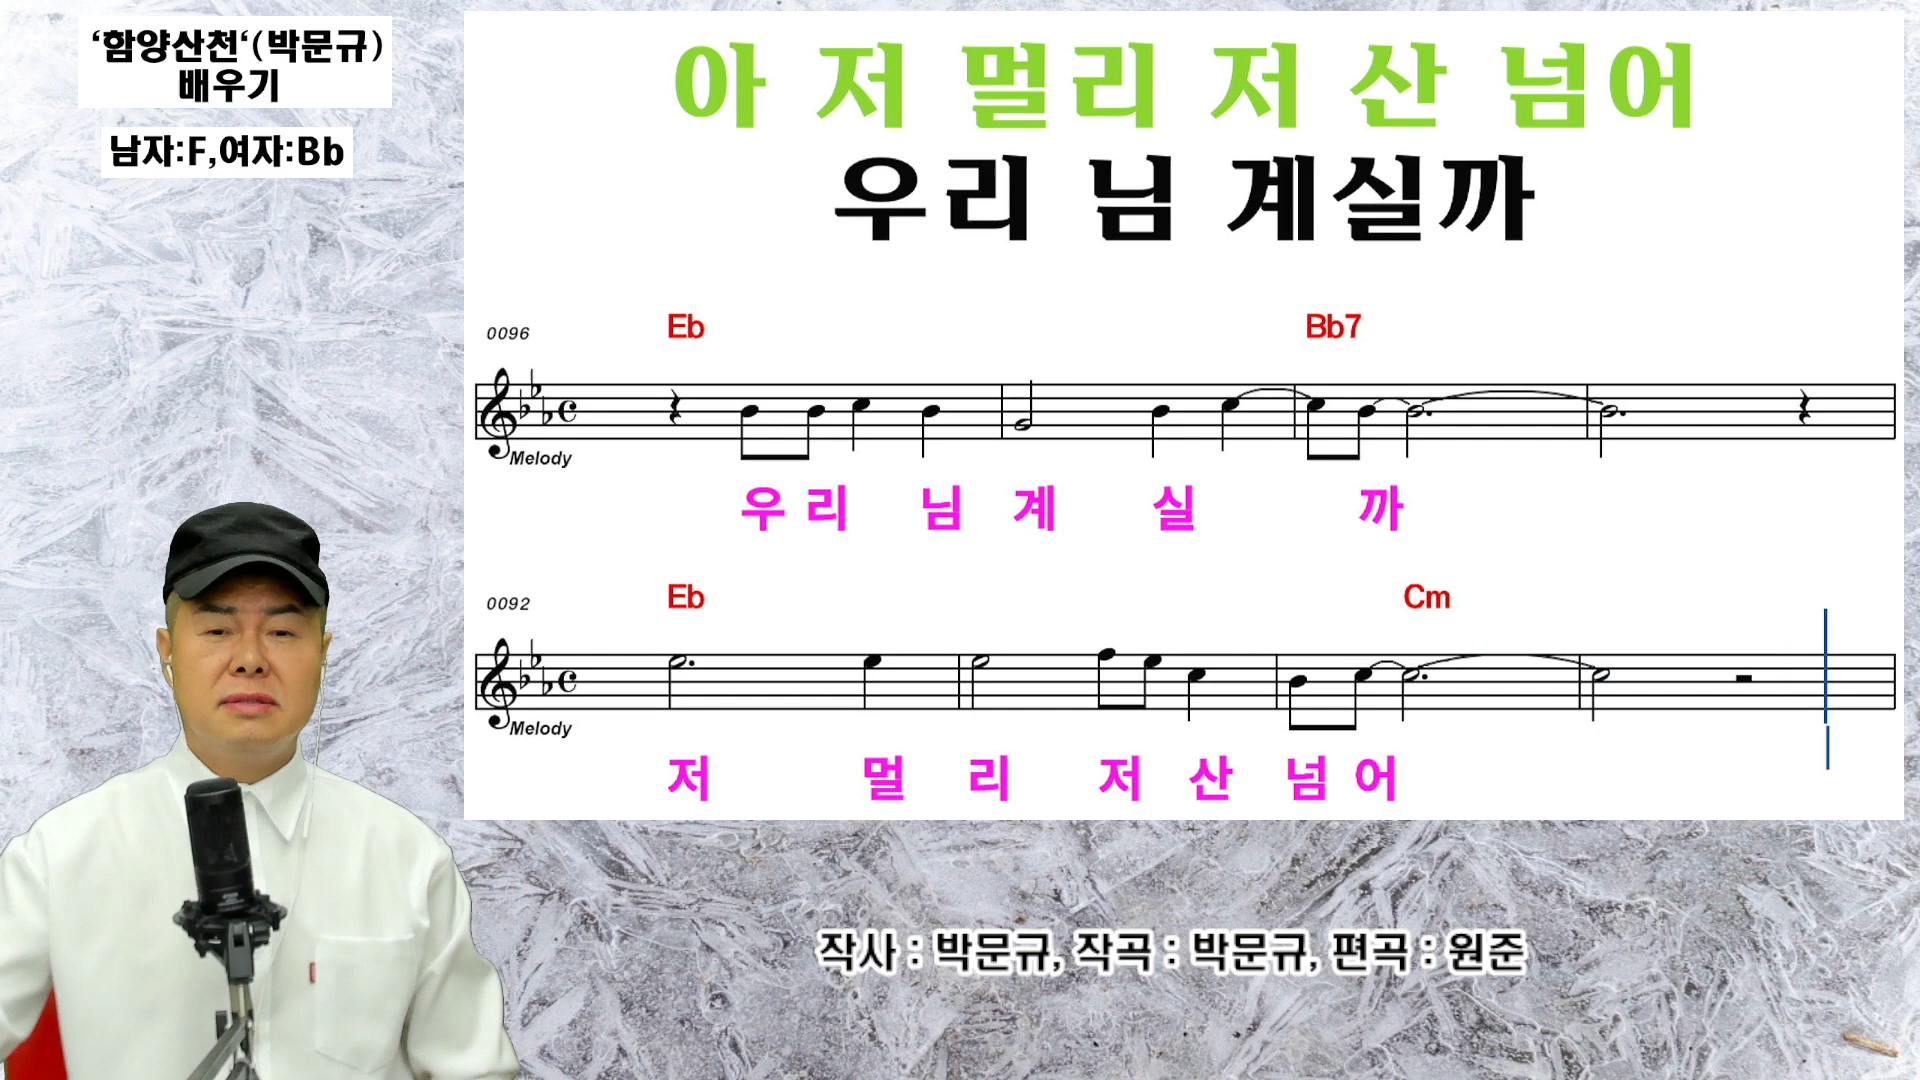 ‘함양산천‘(박문규)
배우기
남자:F,여자:Bb
아 저 멀리 저 산 넘어
우리 님 계실까
0096 Eb Bb7
Melody
우 리 님 계 실 까
0092 Eb Cm
Melody
저 멀 리 저 산 넘 어
작사 : 박문규, 작곡 : 박문규, 편곡 : 원준